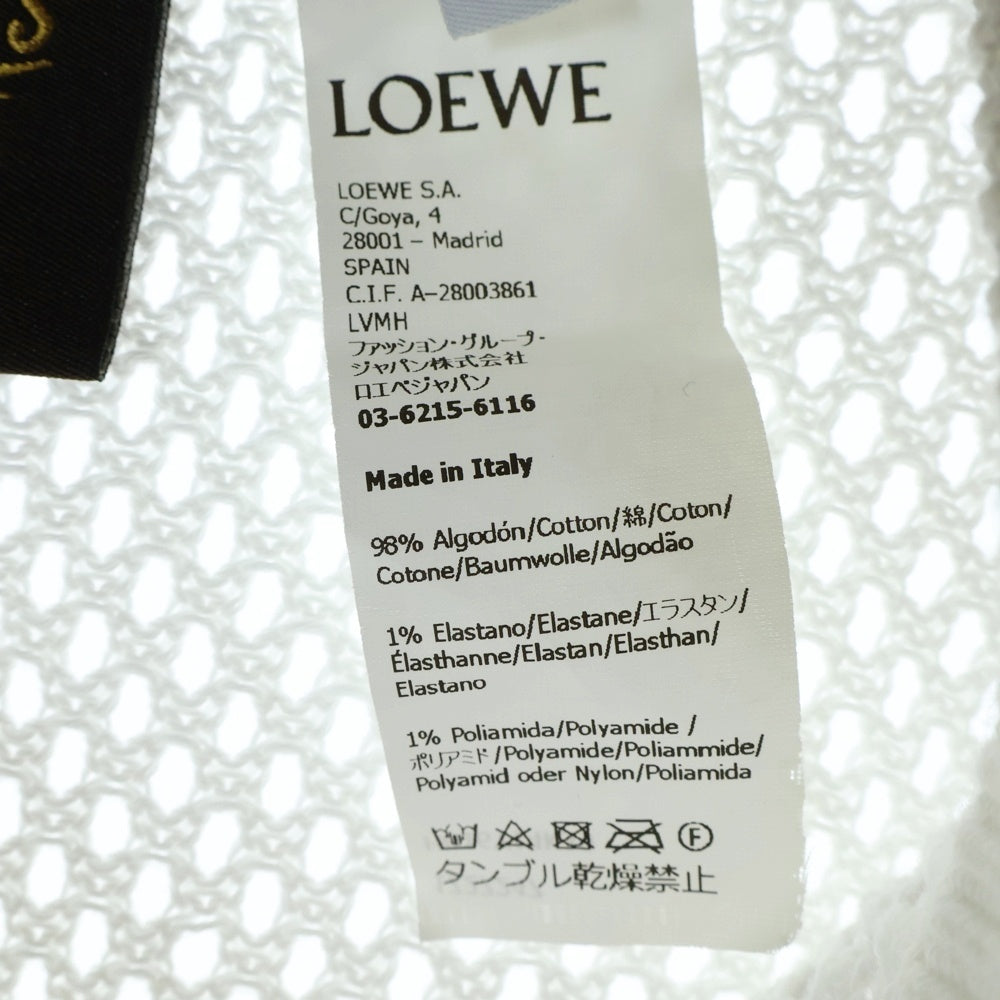 LOEWE
LOEWE S.A.
C/Goya, 4
28001 – Madrid
SPAIN
C.I.F. A–28003861
LVMH
ファッション・グループ・
ジャパン株式会社
ロエベジャパン
03-6215-6116
Made in Italy
98% Algodón/Cotton/綿/Coton/
Cotone/Baumwolle/Algodão
1% Elastano/Elastane/エラスタン/
Élasthanne/Elastan/Elasthan/
Elastano
1% Poliamida/Polyamide /
ポリアミド/Polyamide/Poliammide/
Polyamid oder Nylon/Poliamida
F
タンブル乾燥禁止